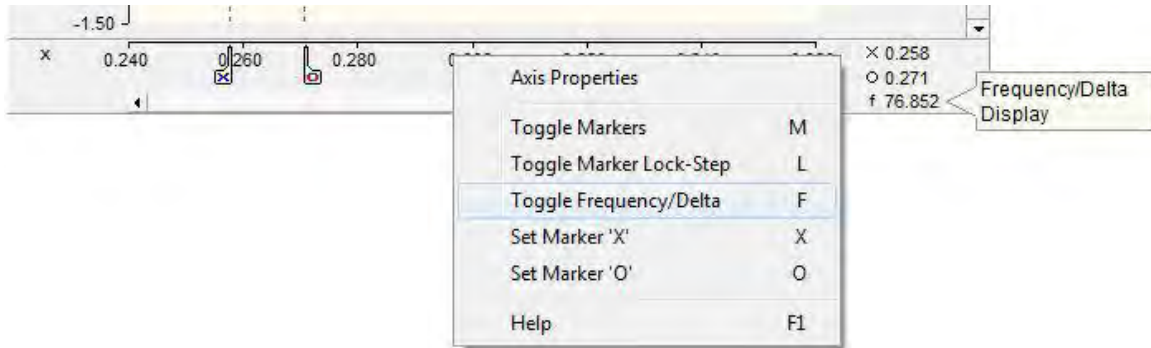 -1.50
x 0.240 0.260 0.280 × 0.258
O 0.271
f 76.852
Frequency/Delta
Display
Axis Properties
Toggle Markers M
Toggle Marker Lock-Step L
Toggle Frequency/Delta F
Set Marker 'X' X
Set Marker 'O' O
Help F1